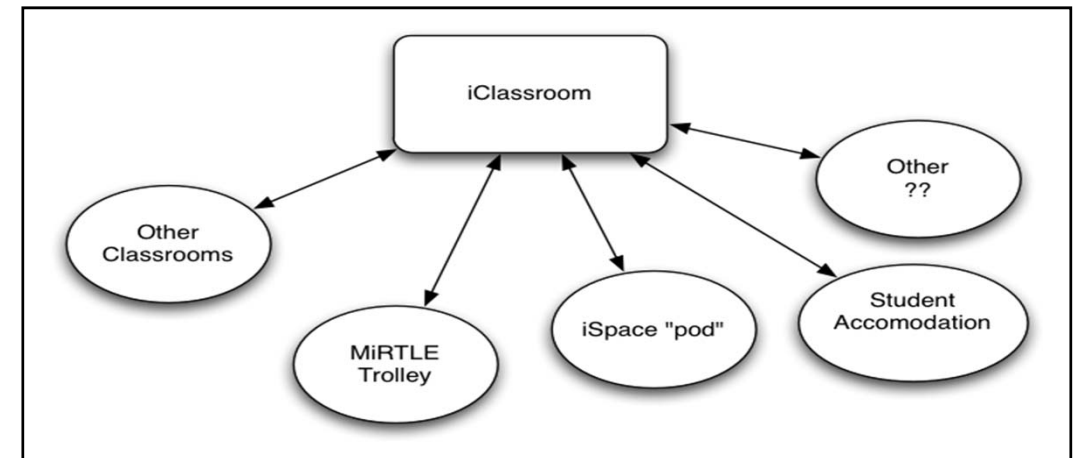 iClassroom
Other
??
Other
Classrooms
Student
Accomodation
iSpace "pod"
MiRTLE
Trolley